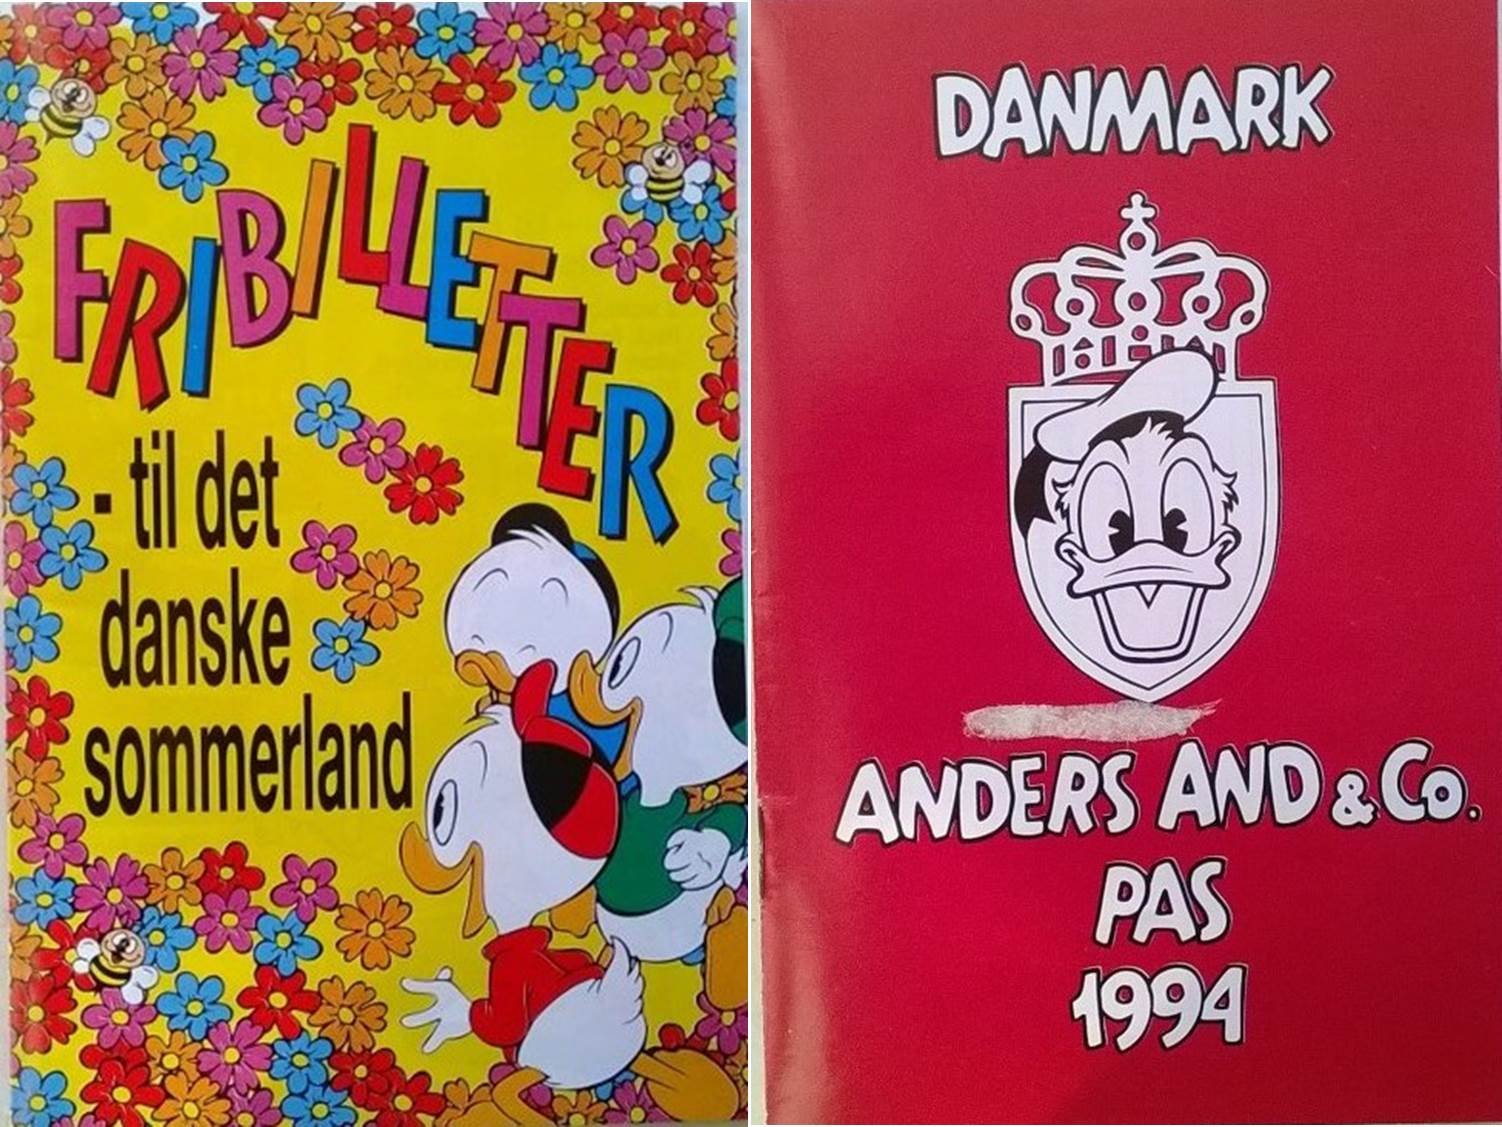 FRIBILLETTER
- til det
danske
sommerland
DANMARK
ANDERS AND & Co.
PAS
1994